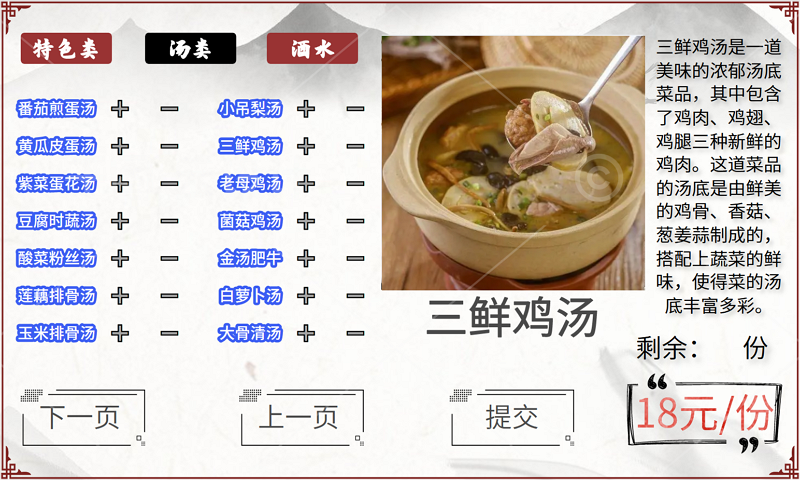 特色类 汤类 酒水
番茄煎蛋汤 + — 小吊梨汤 + —
黄瓜皮蛋汤 + — 三鲜鸡汤 + —
紫菜蛋花汤 + — 老母鸡汤 + —
豆腐时蔬汤 + — 菌菇鸡汤 + —
酸菜粉丝汤 + — 金汤肥牛 + —
莲藕排骨汤 + — 白萝卜汤 + —
玉米排骨汤 + — 大骨清汤 + —
三鲜鸡汤
三鲜鸡汤是一道
美味的浓郁汤底
菜品，其中包含
了鸡肉、鸡翅、
鸡腿三种新鲜的
鸡肉。这道菜品
的汤底是由鲜美
的鸡骨、香菇、
葱姜蒜制成的，
搭配上蔬菜的鲜
味，使得菜的汤
底丰富多彩。
剩余： 份
18元/份
下一页 上一页 提交